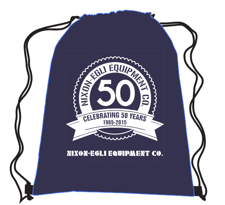 NIXON-EGLI EQUIPMENT CO.
50
CELEBRATING 50 YEARS
1965-2015
NIXON-EGLI EQUIPMENT CO.